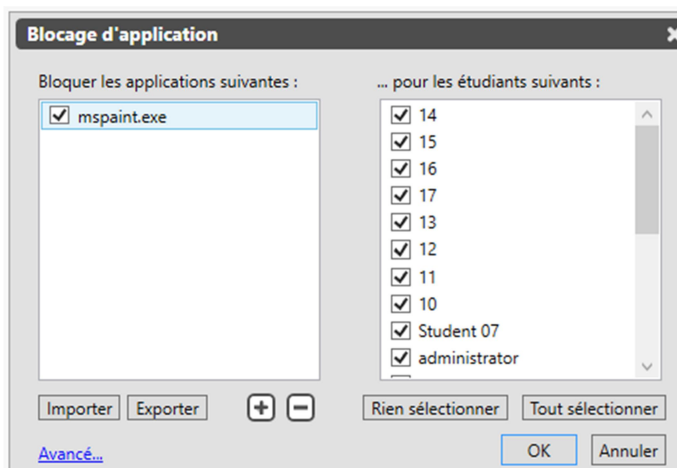 Blocage d'application
Bloquer les applications suivantes :
mspaint.exe
... pour les étudiants suivants :
14
15
16
17
13
12
11
10
Student 07
administrator
Importer Exporter
Rien sélectionner Tout sélectionner
Avancé...
OK Annuler